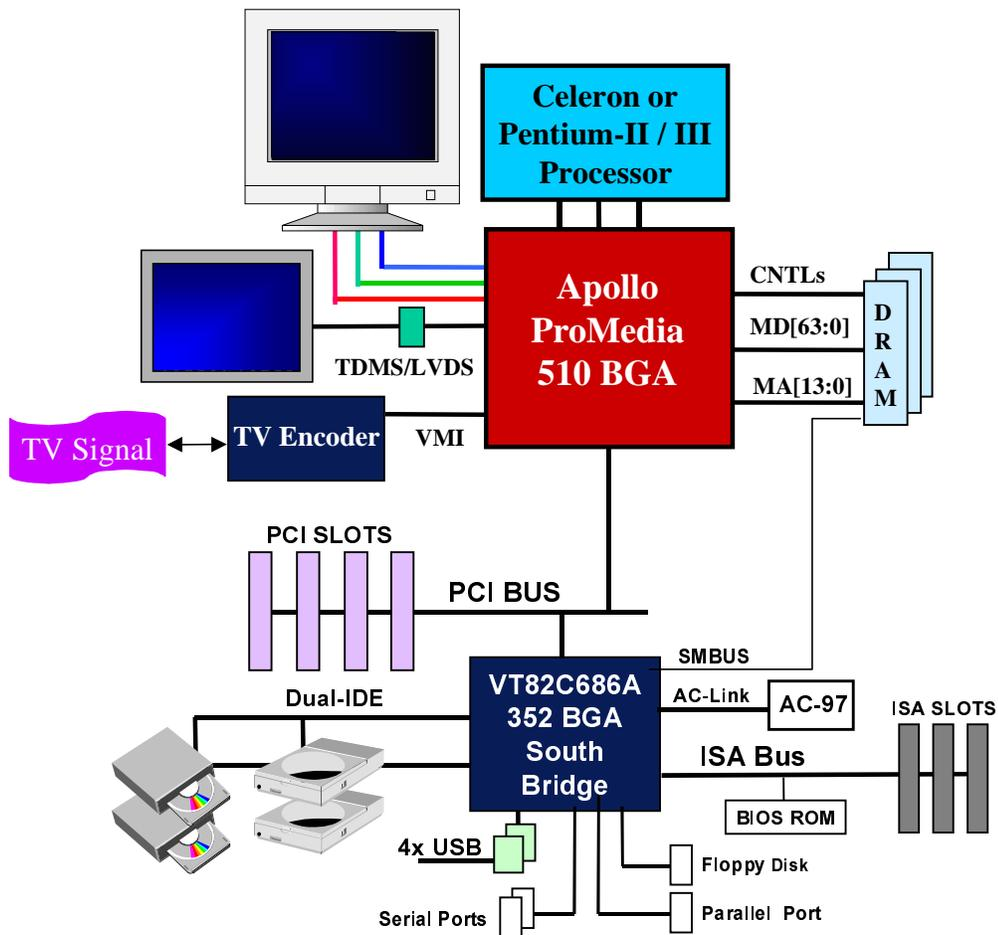 Celeron or
Pentium-II / III
Processor
Apollo
ProMedia
510 BGA
CNTLs
MD[63:0]
MA[13:0]
D
R
A
M
TDMS/LVDS
TV Signal
TV Encoder
VMI
PCI SLOTS
PCI BUS
SMBUS
VT82C686A
352 BGA
South
Bridge
Dual-IDE
AC-Link
AC-97
ISA SLOTS
ISA Bus
BIOS ROM
4x USB
Floppy Disk
Serial Ports
Parallel Port